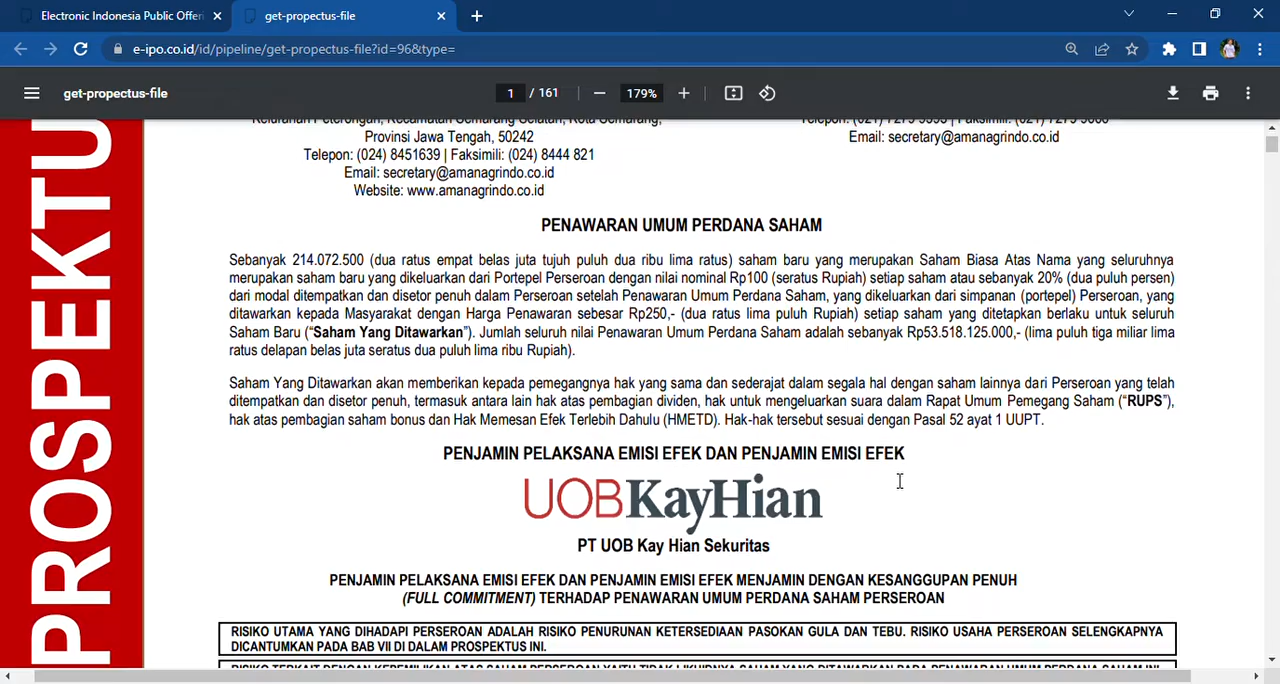 Electronic Indonesia Public Offeri
get-propectus-file
e-ipo.co.id/id/pipeline/get-propectus-file?id=96&type=
get-propectus-file
1 / 161
179%
PROSPEKTU
Kelurahan Peterongan, Kecamatan Semarang Selatan, Kota Semarang,
Provinsi Jawa Tengah, 50242
Telepon: (024) 8451639 | Faksimili: (024) 8444 821
Email: secretary@amanagrindo.co.id
Website: www.amanagrindo.co.id
Email: secretary@amanagrindo.co.id
PENAWARAN UMUM PERDANA SAHAM
Sebanyak 214.072.500 (dua ratus empat belas juta tujuh puluh dua ribu lima ratus) saham baru yang merupakan Saham Biasa Atas Nama yang seluruhnya
merupakan saham baru yang dikeluarkan dari Portepel Perseroan dengan nilai nominal Rp100 (seratus Rupiah) setiap saham atau sebanyak 20% (dua puluh persen)
dari modal ditempatkan dan disetor penuh dalam Perseroan setelah Penawaran Umum Perdana Saham, yang dikeluarkan dari simpanan (portepel) Perseroan, yang
ditawarkan kepada Masyarakat dengan Harga Penawaran sebesar Rp250,- (dua ratus lima puluh Rupiah) setiap saham yang ditetapkan berlaku untuk seluruh
Saham Baru (“Saham Yang Ditawarkan”). Jumlah seluruh nilai Penawaran Umum Perdana Saham adalah sebanyak Rp53.518.125.000,- (lima puluh tiga miliar lima
ratus delapan belas juta seratus dua puluh lima ribu Rupiah).
Saham Yang Ditawarkan akan memberikan kepada pemegangnya hak yang sama dan sederajat dalam segala hal dengan saham lainnya dari Perseroan yang telah
ditempatkan dan disetor penuh, termasuk antara lain hak atas pembagian dividen, hak untuk mengeluarkan suara dalam Rapat Umum Pemegang Saham (“RUPS”),
hak atas pembagian saham bonus dan Hak Memesan Efek Terlebih Dahulu (HMETD). Hak-hak tersebut sesuai dengan Pasal 52 ayat 1 UUPT.
PENJAMIN PELAKSANA EMISI EFEK DAN PENJAMIN EMISI EFEK
UOBKayHian
PT UOB Kay Hian Sekuritas
PENJAMIN PELAKSANA EMISI EFEK DAN PENJAMIN EMISI EFEK MENJAMIN DENGAN KESANGGUPAN PENUH
(FULL COMMITMENT) TERHADAP PENAWARAN UMUM PERDANA SAHAM PERSEROAN
RISIKO UTAMA YANG DIHADAPI PERSEROAN ADALAH RISIKO PENURUNAN KETERSEDIAAN PASOKAN GULA DAN TEBU. RISIKO USAHA PERSEROAN SELENGKAPNYA
DICANTUMKAN PADA BAB VII DI DALAM PROSPEKTUS INI.